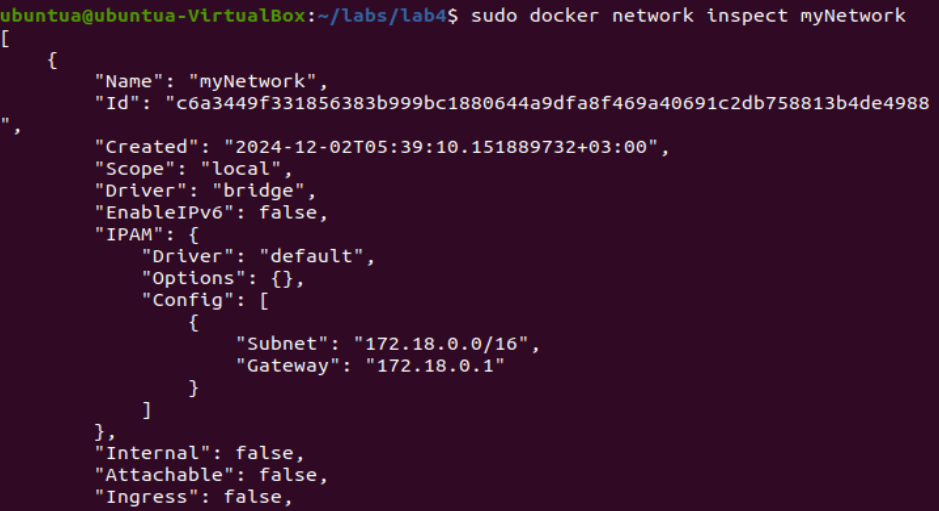 ubuntua@ubuntua-VirtualBox:~/labs/lab4$ sudo docker network inspect myNetwork
[
    {
        "Name": "myNetwork",
        "Id": "c6a3449f331856383b999bc1880644a9dfa8f469a40691c2db758813b4de4988
",
        "Created": "2024-12-02T05:39:10.151889732+03:00",
        "Scope": "local",
        "Driver": "bridge",
        "EnableIPv6": false,
        "IPAM": {
            "Driver": "default",
            "Options": {},
            "Config": [
                {
                    "Subnet": "172.18.0.0/16",
                    "Gateway": "172.18.0.1"
                }
            ]
        },
        "Internal": false,
        "Attachable": false,
        "Ingress": false,